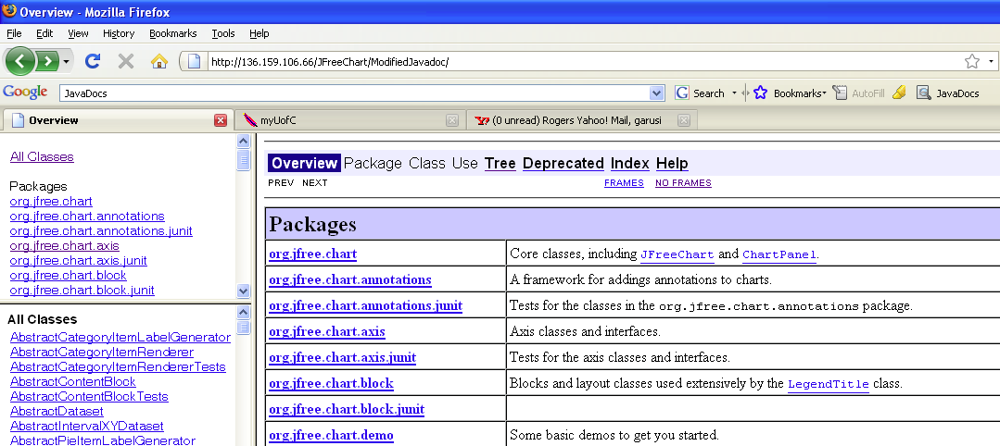 Overview - Mozilla Firefox
File Edit View History Bookmarks Tools Help
http://136.159.106.66/JFreeChart/ModifiedJavadoc/
Google JavaDocs G Search Bookmarks AutoFill JavaDocs
Overview myUofC (0 unread) Rogers Yahoo! Mail, garusi
All Classes
Packages
org.jfree.chart
org.jfree.chart.annotations
org.jfree.chart.annotations.junit
org.jfree.chart.axis
org.jfree.chart.axis.junit
org.jfree.chart.block
org.jfree.chart.block.junit
All Classes
AbstractCategoryItemLabelGenerator
AbstractCategoryItemRenderer
AbstractCategoryItemRendererTests
AbstractContentBlock
AbstractContentBlockTests
AbstractDataset
AbstractIntervalXYDataset
AbstractPieItemLabelGenerator
Overview Package Class Use Tree Deprecated Index Help
PREV NEXT FRAMES NO FRAMES
Packages
org.jfree.chart Core classes, including JFreeChart and ChartPanel.
org.jfree.chart.annotations A framework for addings annotations to charts.
org.jfree.chart.annotations.junit Tests for the classes in the org.jfree.chart.annotations package.
org.jfree.chart.axis Axis classes and interfaces.
org.jfree.chart.axis.junit Tests for the axis classes and interfaces.
org.jfree.chart.block Blocks and layout classes used extensively by the LegendTitle class.
org.jfree.chart.block.junit
org.jfree.chart.demo Some basic demos to get you started.